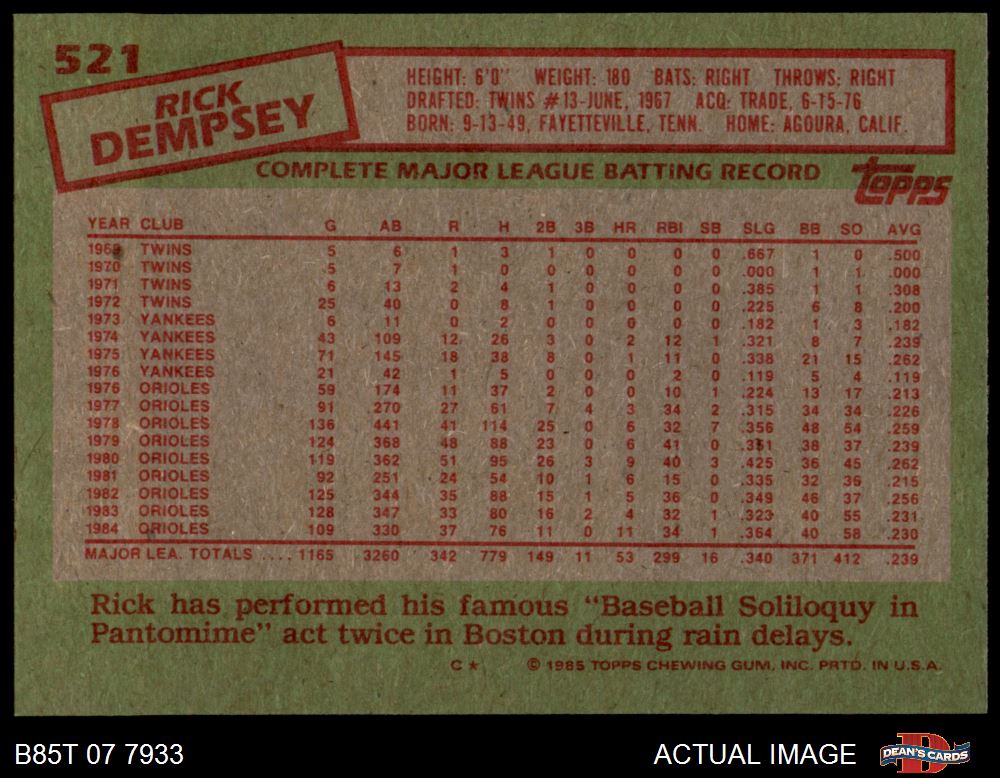 521
RICK
DEMPSEY
HEIGHT: 6'0" WEIGHT: 180 BATS: RIGHT THROWS: RIGHT
DRAFTED: TWINS #13-JUNE, 1967 ACQ: TRADE, 6-15-76
BORN: 9-13-49, FAYETTEVILLE, TENN. HOME: AGOURA, CALIF.
COMPLETE MAJOR LEAGUE BATTING RECORD
topps
YEAR CLUB G AB R H 2B 3B HR RBI SB SLG BB SO AVG
1969 TWINS 5 6 1 3 1 0 0 0 0 .667 1 0 .500
1970 TWINS 5 7 1 0 0 0 0 0 0 .000 1 1 .000
1971 TWINS 6 13 2 4 1 0 0 0 0 .385 1 1 .308
1972 TWINS 25 40 0 8 1 0 0 0 0 .225 6 8 .200
1973 YANKEES 6 11 0 2 0 0 0 0 0 .182 1 3 .182
1974 YANKEES 43 109 12 26 3 0 2 12 1 .321 8 7 .239
1975 YANKEES 71 145 18 38 8 0 1 11 0 .338 21 15 .262
1976 YANKEES 21 42 1 5 0 0 0 2 0 .119 5 4 .119
1976 ORIOLES 59 174 11 37 2 0 0 10 1 .224 13 17 .213
1977 ORIOLES 91 270 27 61 7 4 3 34 2 .315 34 34 .226
1978 ORIOLES 136 441 41 114 25 0 6 32 7 .356 48 54 .259
1979 ORIOLES 124 368 48 88 23 0 6 41 0 .351 38 37 .239
1980 ORIOLES 119 362 51 95 26 3 9 40 3 .425 36 45 .262
1981 ORIOLES 92 251 24 54 10 1 6 15 0 .335 32 36 .215
1982 ORIOLES 125 344 35 88 15 1 5 36 0 .349 46 37 .256
1983 ORIOLES 128 347 33 80 16 2 4 32 1 .323 40 55 .231
1984 ORIOLES 109 330 37 76 11 0 11 34 1 .364 40 58 .230
MAJOR LEA. TOTALS .... 1165 3260 342 779 149 11 53 299 16 .340 371 412 .239
Rick has performed his famous “Baseball Soliloquy in
Pantomime” act twice in Boston during rain delays.
C ★ © 1985 TOPPS CHEWING GUM, INC. PRTD. IN U.S.A.
B85T 07 7933 ACTUAL IMAGE DEAN'S CARDS